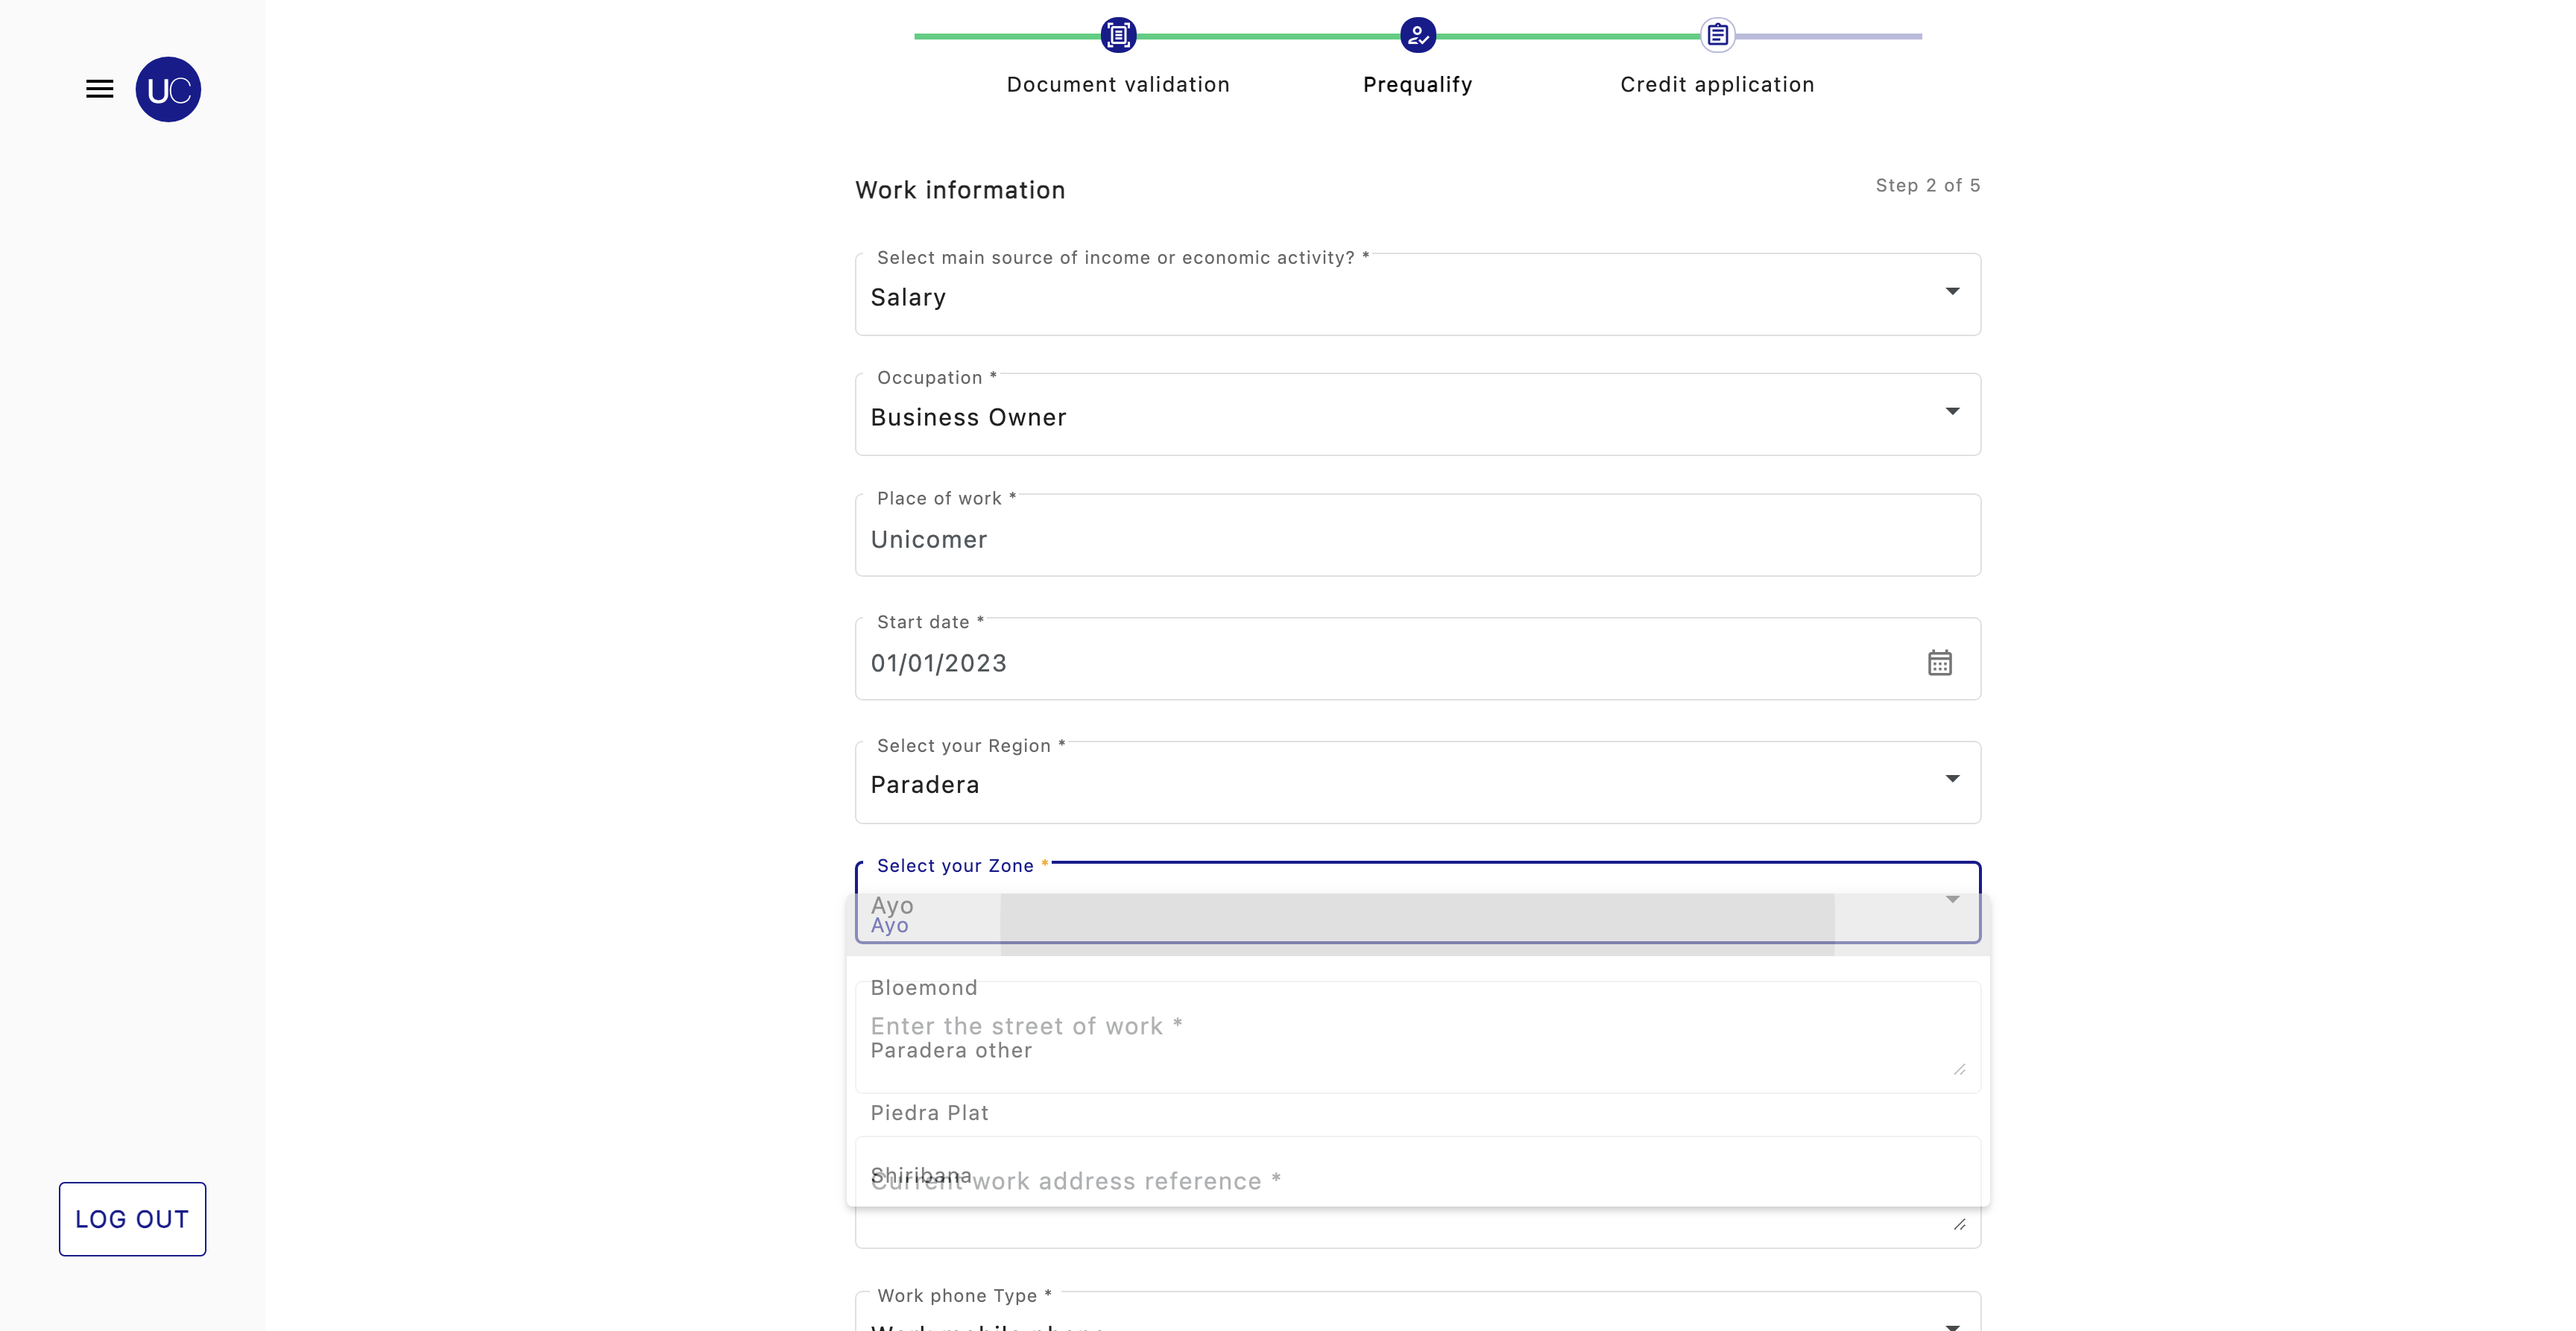 UC
Document validation
Prequalify
Credit application
Work information
Step 2 of 5
Select main source of income or economic activity? *
Salary
Occupation *
Business Owner
Place of work *
Unicomer
Start date *
01/01/2023
Select your Region *
Paradera
Select your Zone *
Ayo
Ayo
Bloemond
Enter the street of work *
Paradera other
Piedra Plat
Shiribana
Current work address reference *
LOG OUT
Work phone Type *
Work mobile phone